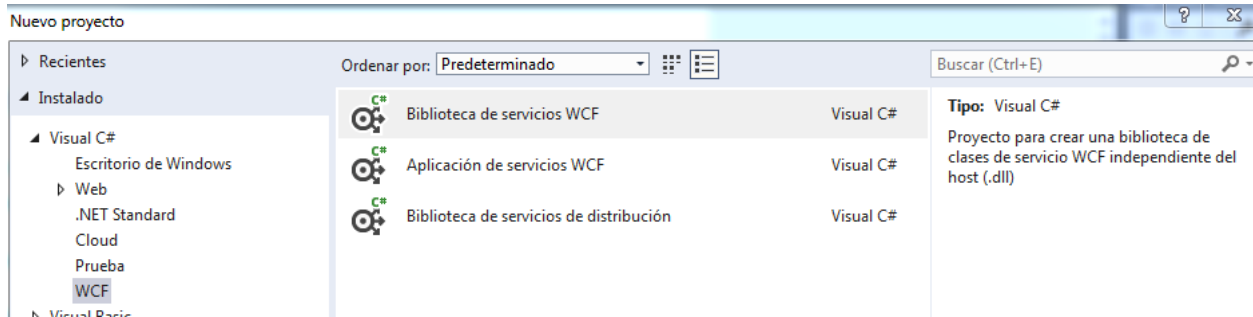 Nuevo proyecto
?
Recientes
Instalado
Visual C#
Escritorio de Windows
Web
.NET Standard
Cloud
Prueba
WCF
Visual Basic
Ordenar por: Predeterminado
C#
Biblioteca de servicios WCF Visual C#
C#
Aplicación de servicios WCF Visual C#
C#
Biblioteca de servicios de distribución Visual C#
Buscar (Ctrl+E)
Tipo: Visual C#
Proyecto para crear una biblioteca de
clases de servicio WCF independiente del
host (.dll)